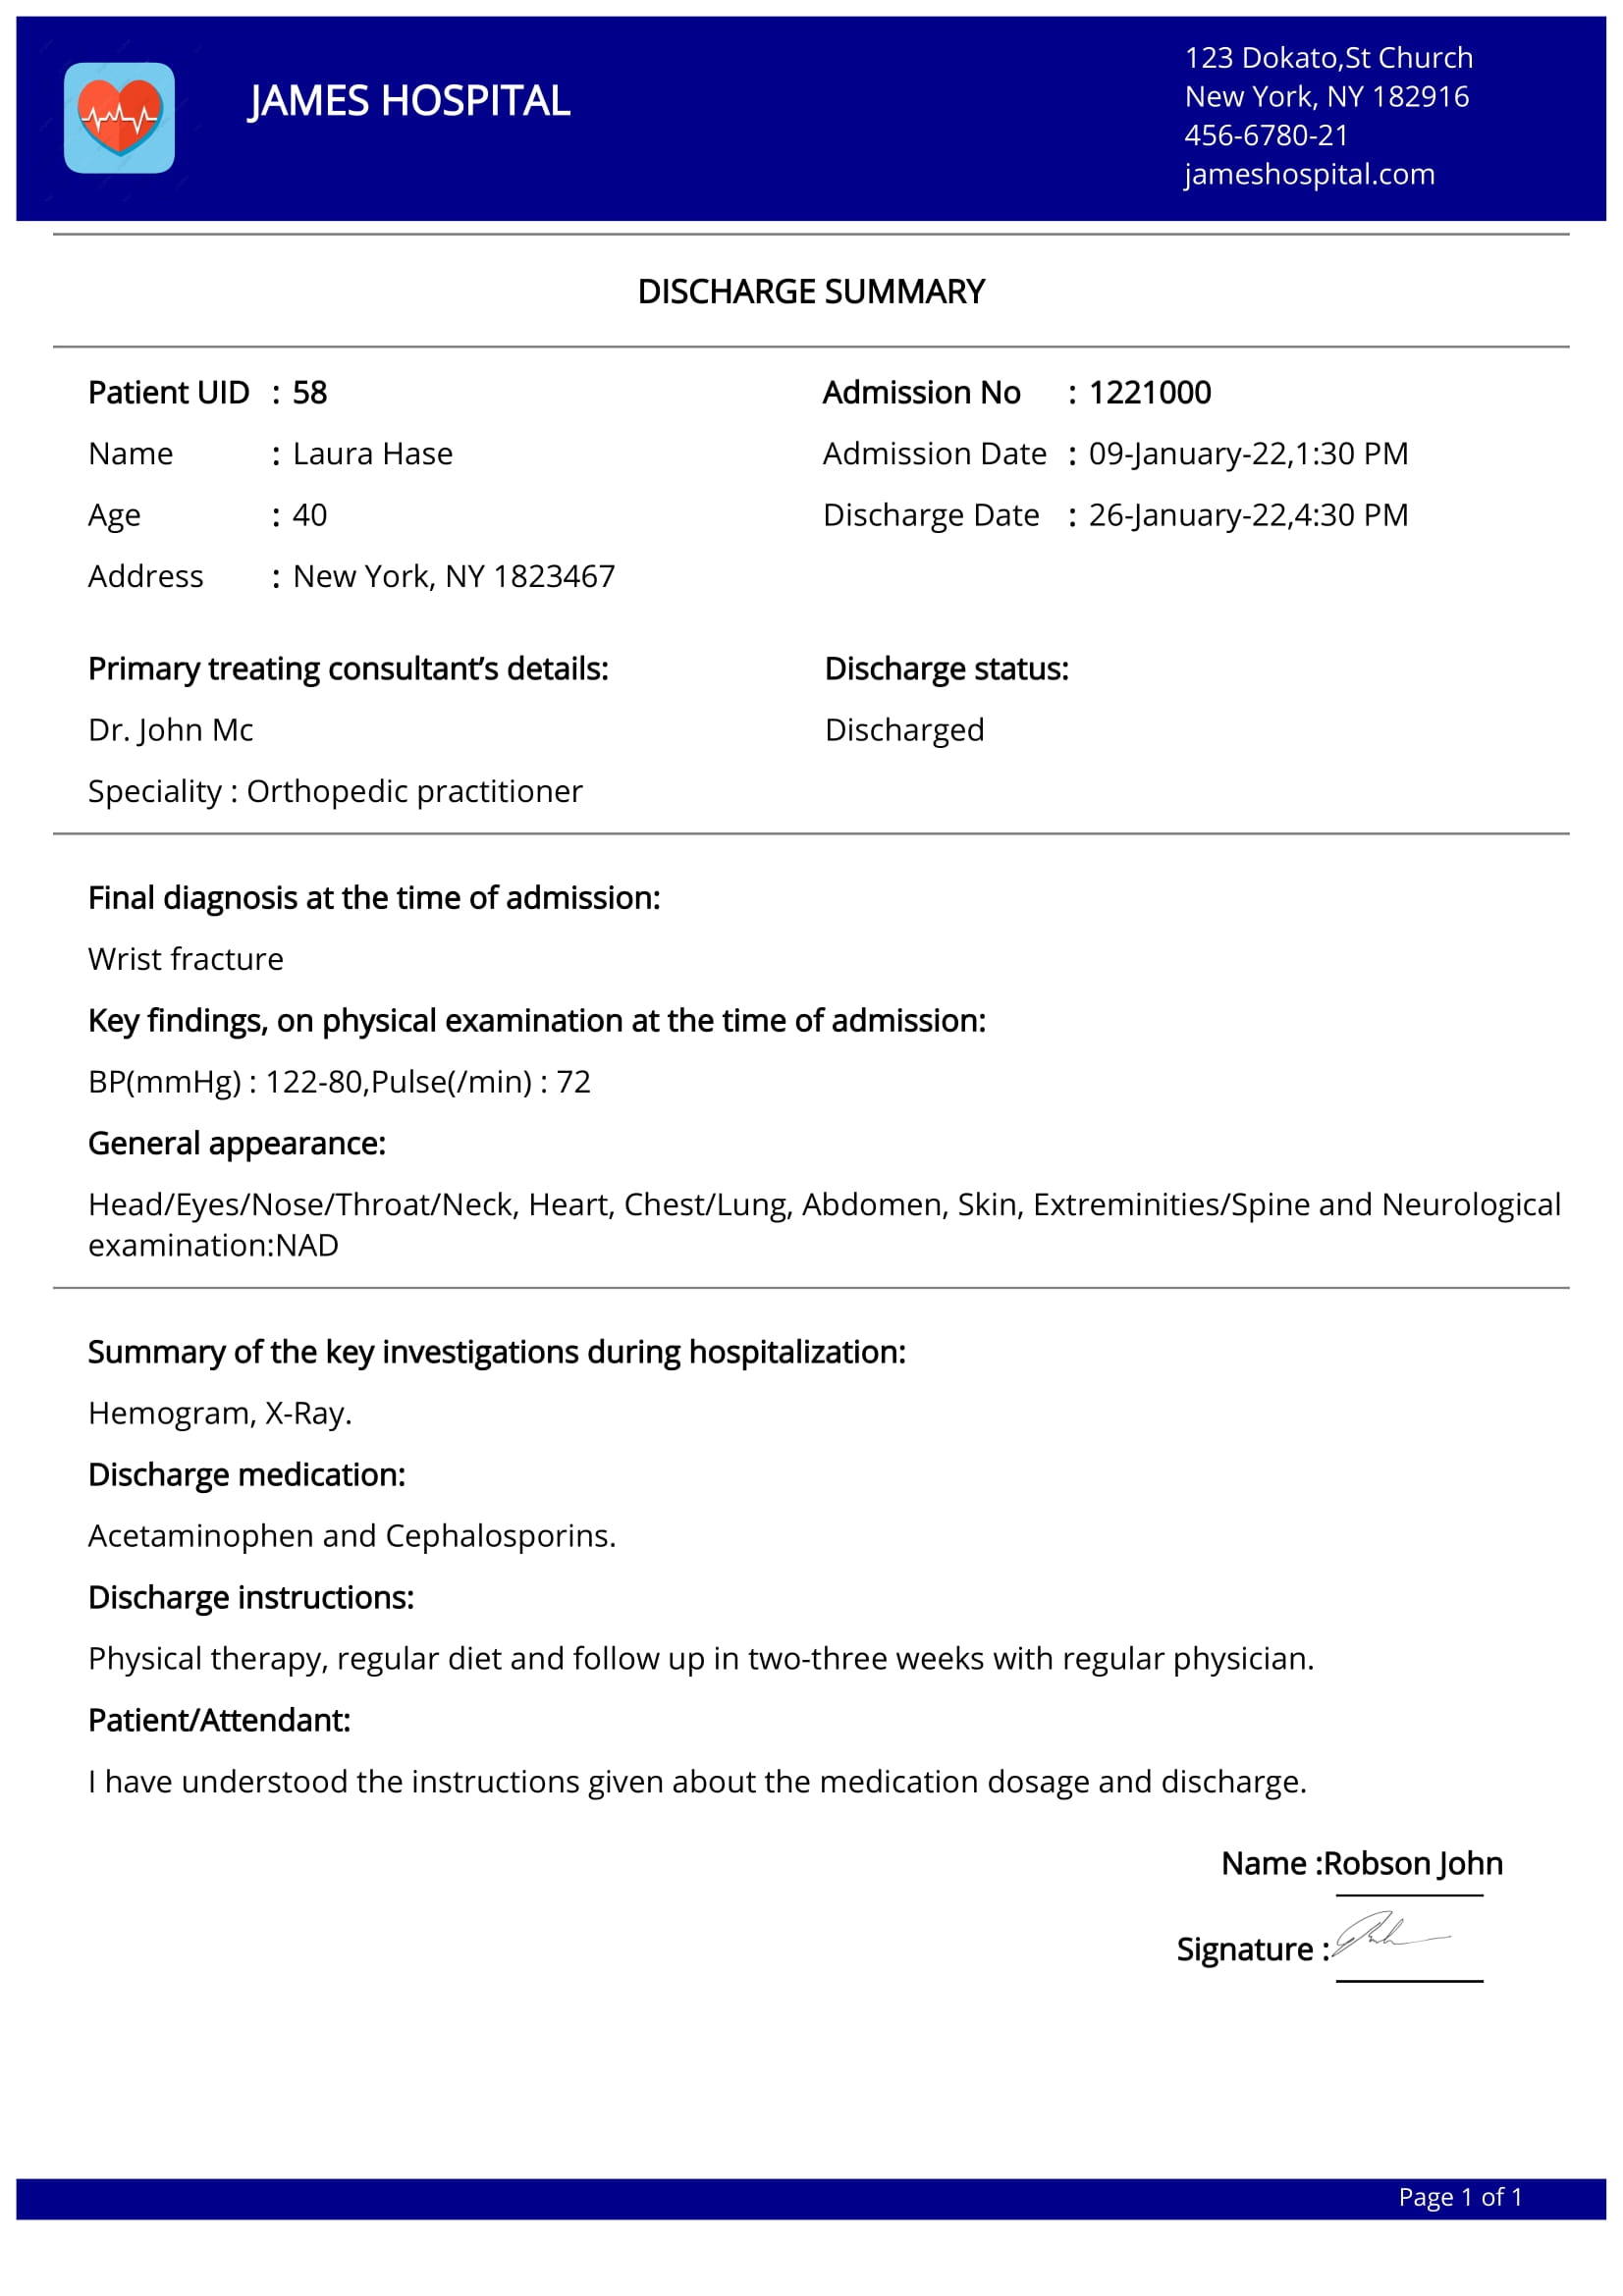 JAMES HOSPITAL
123 Dokato,St Church
New York, NY 182916
456-6780-21
jameshospital.com
DISCHARGE SUMMARY
Patient UID : 58
Admission No : 1221000
Name : Laura Hase
Admission Date : 09-January-22,1:30 PM
Age : 40
Discharge Date : 26-January-22,4:30 PM
Address : New York, NY 1823467
Primary treating consultant’s details:
Discharge status:
Dr. John Mc
Discharged
Speciality : Orthopedic practitioner
Final diagnosis at the time of admission:
Wrist fracture
Key findings, on physical examination at the time of admission:
BP(mmHg) : 122-80,Pulse(/min) : 72
General appearance:
Head/Eyes/Nose/Throat/Neck, Heart, Chest/Lung, Abdomen, Skin, Extreminities/Spine and Neurological
examination:NAD
Summary of the key investigations during hospitalization:
Hemogram, X-Ray.
Discharge medication:
Acetaminophen and Cephalosporins.
Discharge instructions:
Physical therapy, regular diet and follow up in two-three weeks with regular physician.
Patient/Attendant:
I have understood the instructions given about the medication dosage and discharge.
Name :Robson John
Signature :
Page 1 of 1